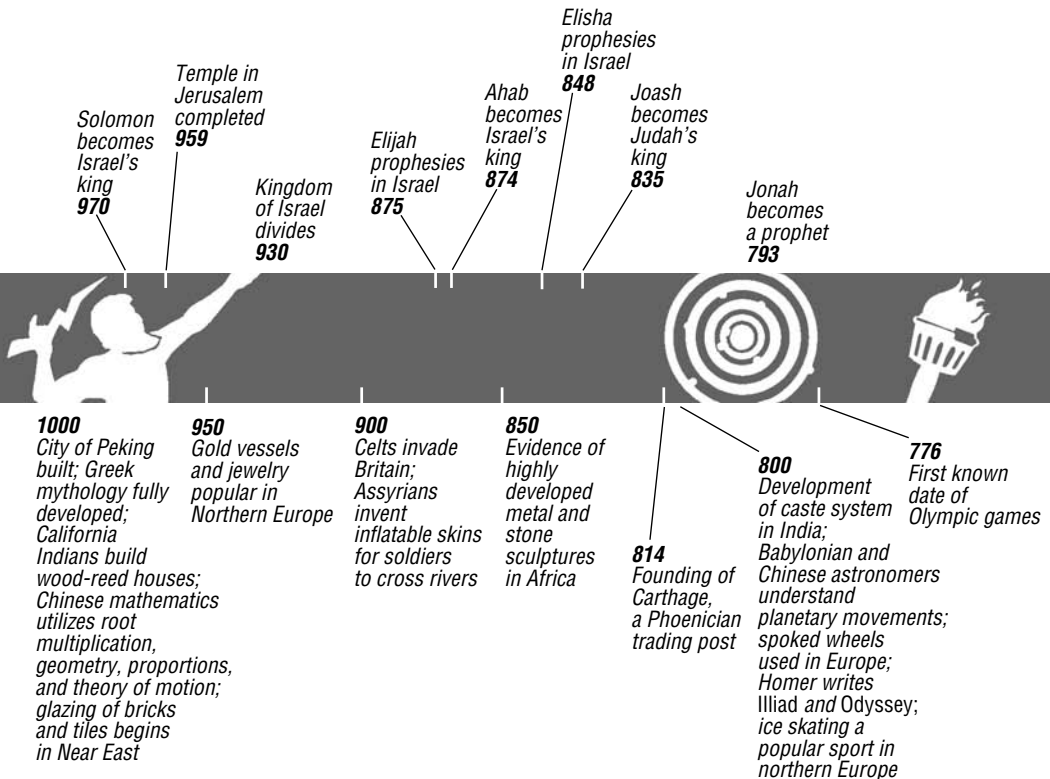 Solomon
becomes
Israel's
king
970
Temple in
Jerusalem
completed
959
Kingdom
of Israel
divides
930
Elijah
prophesies
in Israel
875
Ahab
becomes
Israel's
king
874
Elisha
prophesies
in Israel
848
Joash
becomes
Judah's
king
835
Jonah
becomes
a prophet
793
1000
City of Peking
built; Greek
mythology fully
developed;
California
Indians build
wood-reed houses;
Chinese mathematics
utilizes root
multiplication,
geometry, proportions,
and theory of motion;
glazing of bricks
and tiles begins
in Near East
950
Gold vessels
and jewelry
popular in
Northern Europe
900
Celts invade
Britain;
Assyrians
invent
inflatable skins
for soldiers
to cross rivers
850
Evidence of
highly
developed
metal and
stone
sculptures
in Africa
814
Founding of
Carthage,
a Phoenician
trading post
800
Development
of caste system
in India;
Babylonian and
Chinese astronomers
understand
planetary movements;
spoked wheels
used in Europe;
Homer writes
Illiad and Odyssey;
ice skating a
popular sport in
northern Europe
776
First known
date of
Olympic games